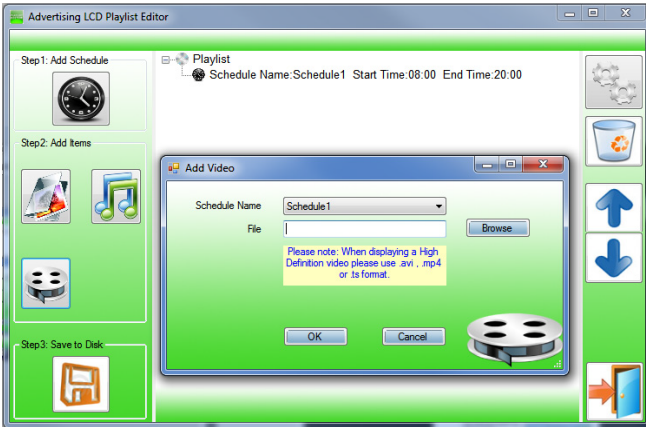 Advertising LCD Playlist Editor
Step1: Add Schedule
Playlist
Schedule Name:Schedule1 Start Time:08:00 End Time:20:00
Step2: Add Items
Add Video
Schedule Name
Schedule1
File
Browse
Please note: When displaying a High
Definition video please use .avi , .mp4
or .ts format.
OK
Cancel
Step3: Save to Disk